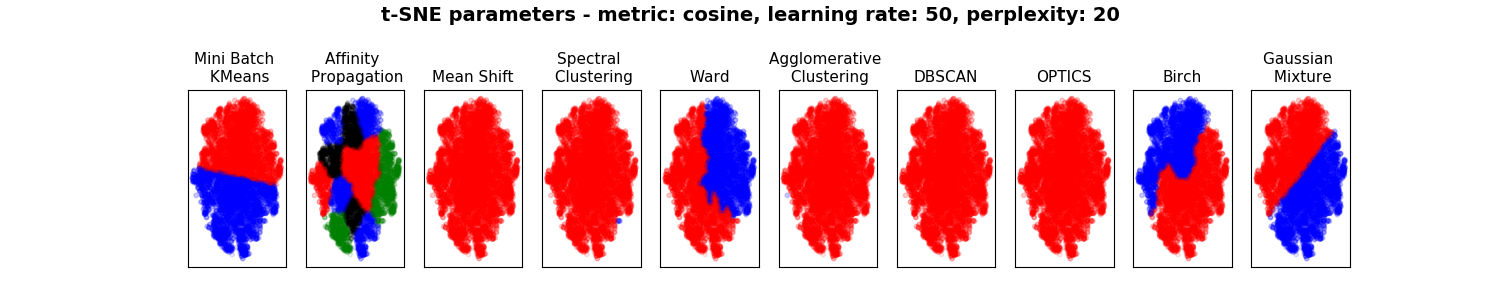 t-SNE parameters - metric: cosine, learning rate: 50, perplexity: 20
Mini Batch
KMeans
Affinity
Propagation
Mean Shift
Spectral
Clustering
Ward
Agglomerative
Clustering
DBSCAN
OPTICS
Birch
Gaussian
Mixture